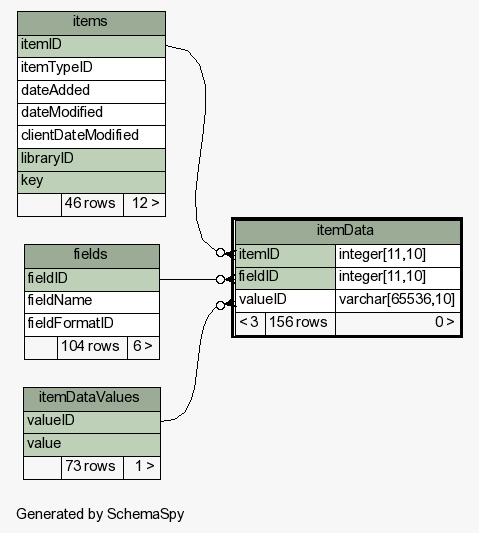 items
itemID
itemTypeID
dateAdded
dateModified
clientDateModified
libraryID
key
46 rows 12 >
itemData
itemID integer[11,10]
fieldID integer[11,10]
valueID varchar[65536,10]
< 3 156 rows 0 >
fields
fieldID
fieldName
fieldFormatID
104 rows 6 >
itemDataValues
valueID
value
73 rows 1 >
Generated by SchemaSpy